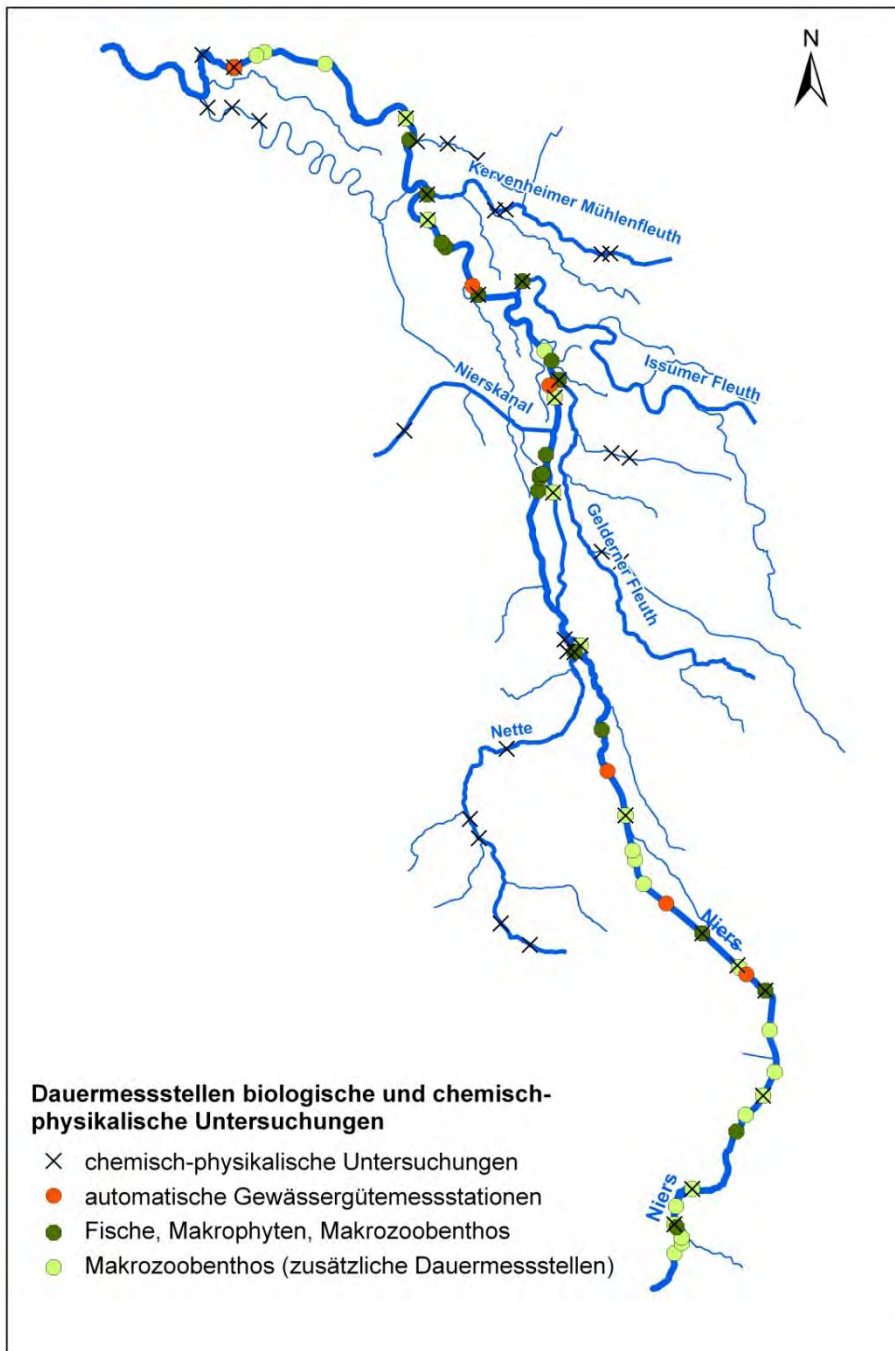 N
Kervenheimer Mühlenfleuth
Issumer Fleuth
Nierskanal
Gelderner Fleuth
Nette
Niers
Niers
Dauermessstellen biologische und chemisch-
physikalische Untersuchungen
chemisch-physikalische Untersuchungen
automatische Gewässergütemessstationen
Fische, Makrophyten, Makrozoobenthos
Makrozoobenthos (zusätzliche Dauermessstellen)